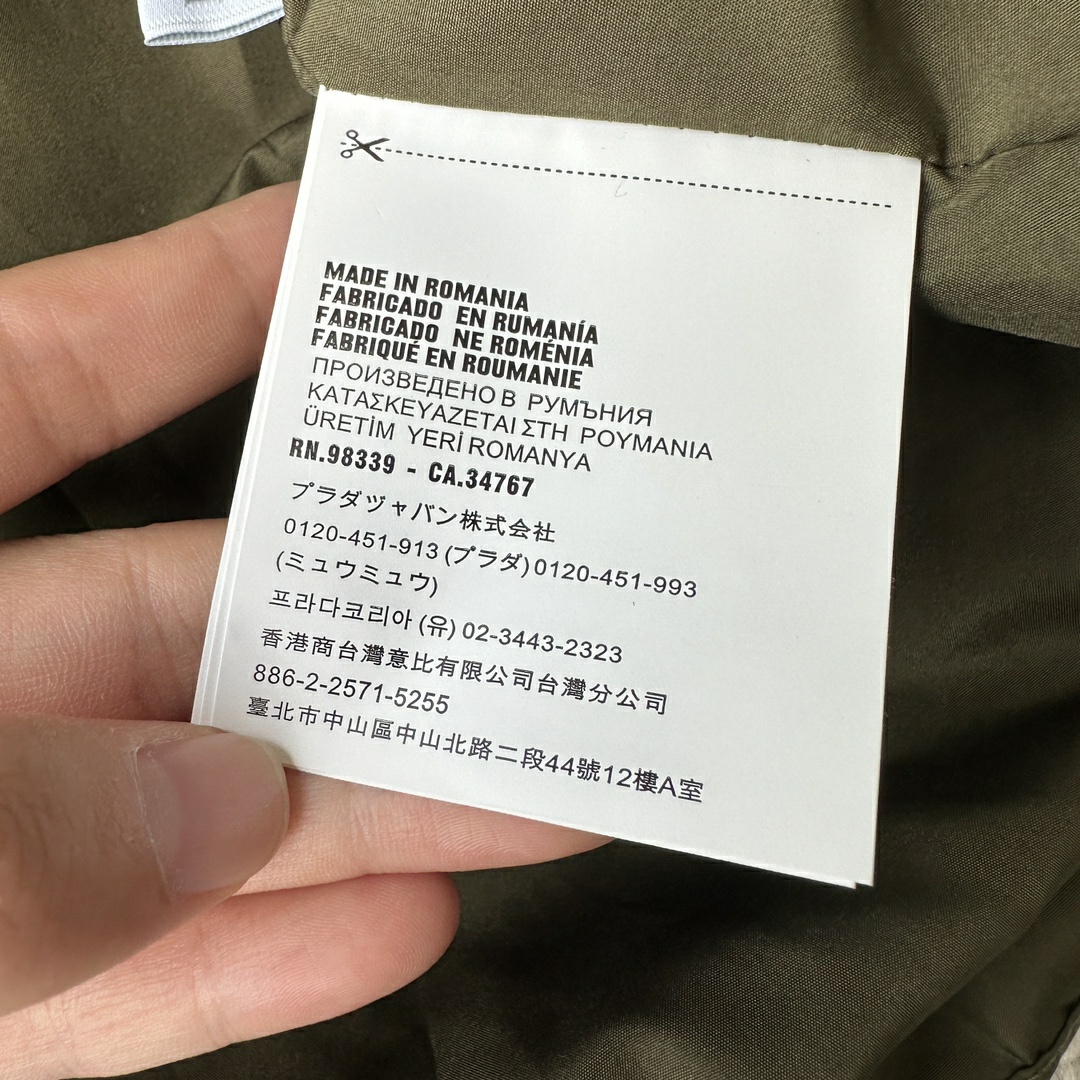 MADE IN ROMANIA
FABRICADO EN RUMANÍA
FABRICADO NE ROMÉNIA
FABRIQUÉ EN ROUMANIE
ПРОИЗВЕДЕНО В РУМЪНИЯ
ΚΑΤΑΣΚΕΥΑΖΕΤΑΙ ΣΤΗ ΡΟΥΜΑΝΙΑ
ÜRETİM YERİ ROMANYA
RN.98339 - CA.34767
プラダヅャバン株式会社
0120-451-913 (プラダ) 0120-451-993
(ミュウミュウ)
프라다코리아 (유) 02-3443-2323
香港商台灣意比有限公司台灣分公司
886-2-2571-5255
臺北市中山區中山北路二段44號12樓A室